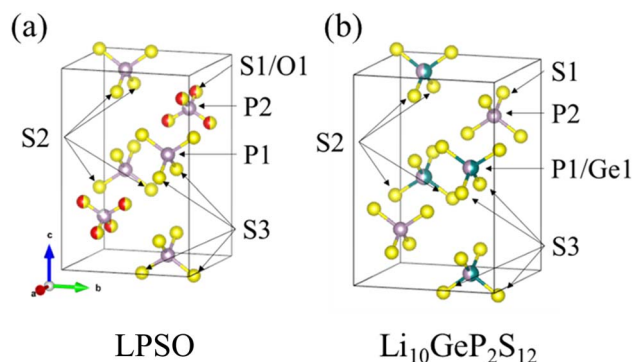 (a)
S1/O1
P2
S2
P1
S3
c
a
b
LPSO
(b)
S1
P2
S2
P1/Ge1
S3
Li₁₀GeP₂S₁₂